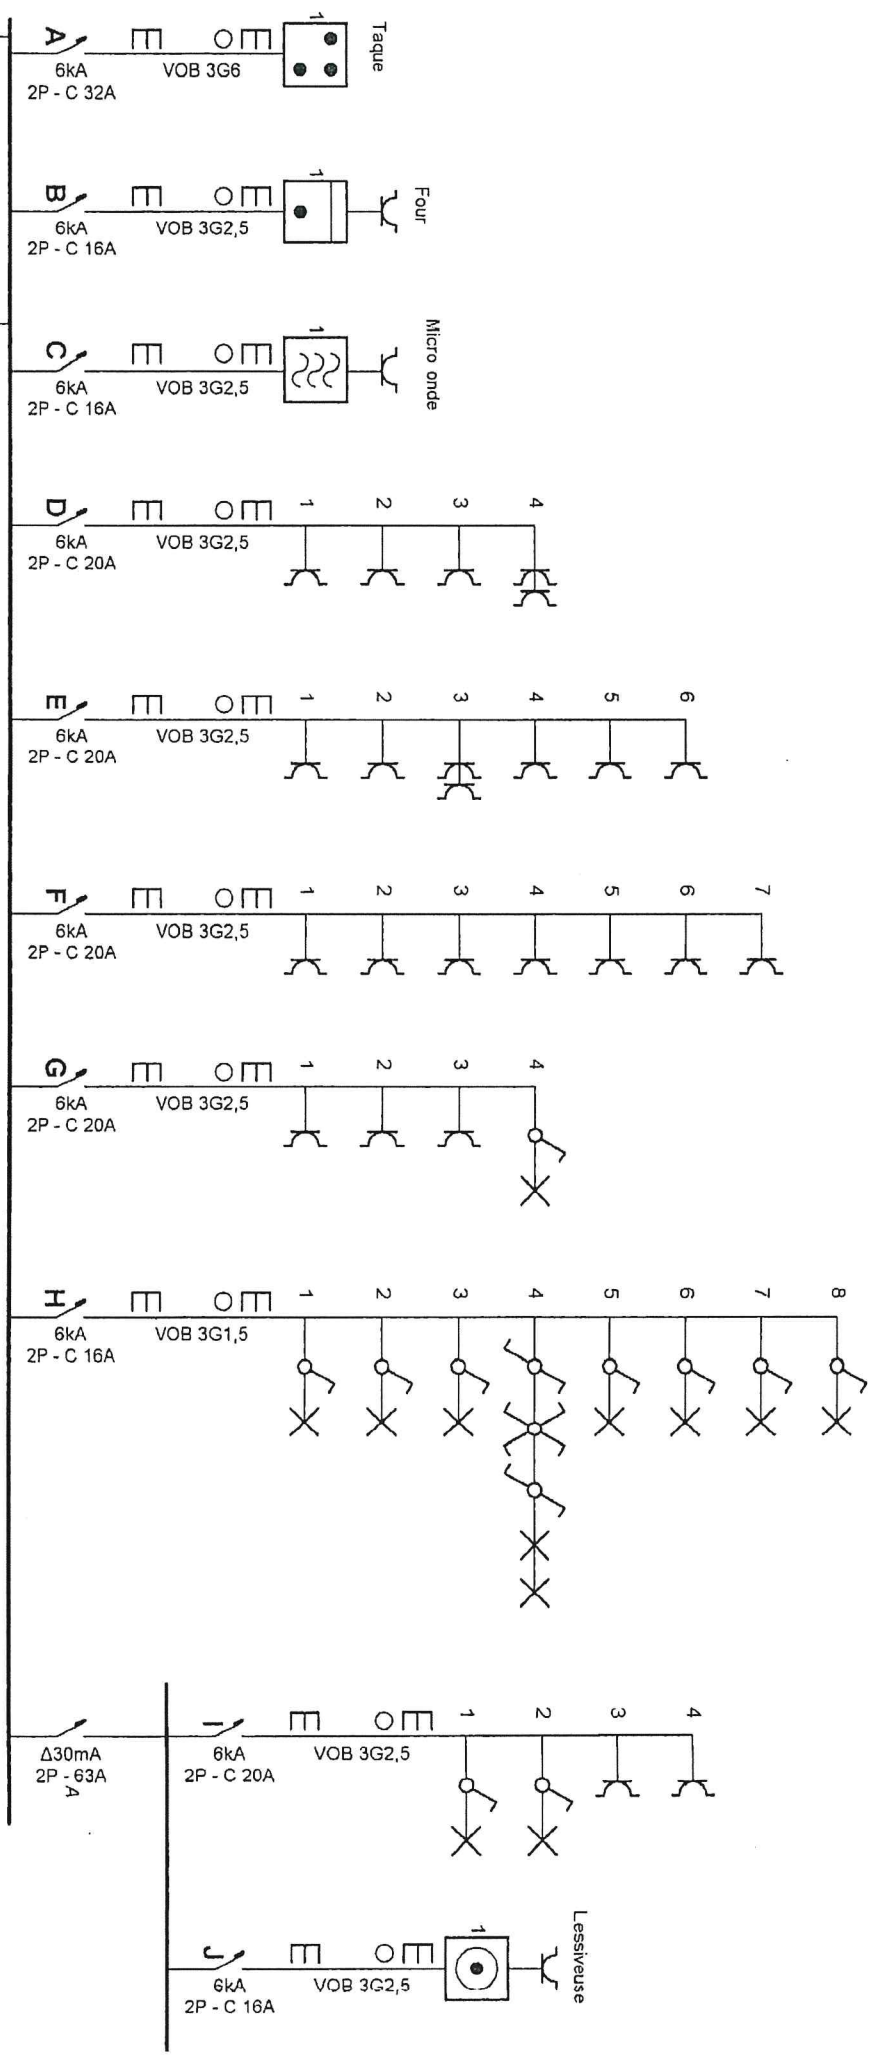 Taque
1
A
6kA
2P - C 32A
VOB 3G6
Four
1
B
6kA
2P - C 16A
VOB 3G2,5
Micro onde
1
C
6kA
2P - C 16A
VOB 3G2,5
D
6kA
2P - C 20A
VOB 3G2,5
1 2 3 4
E
6kA
2P - C 20A
VOB 3G2,5
1 2 3 4 5 6
F
6kA
2P - C 20A
VOB 3G2,5
1 2 3 4 5 6 7
G
6kA
2P - C 20A
VOB 3G2,5
1 2 3 4
H
6kA
2P - C 16A
VOB 3G1,5
1 2 3 4 5 6 7 8
Δ30mA
2P - 63A
A
I
6kA
2P - C 20A
VOB 3G2,5
1 2 3 4
Lessiveuse
1
J
6kA
2P - C 16A
VOB 3G2,5